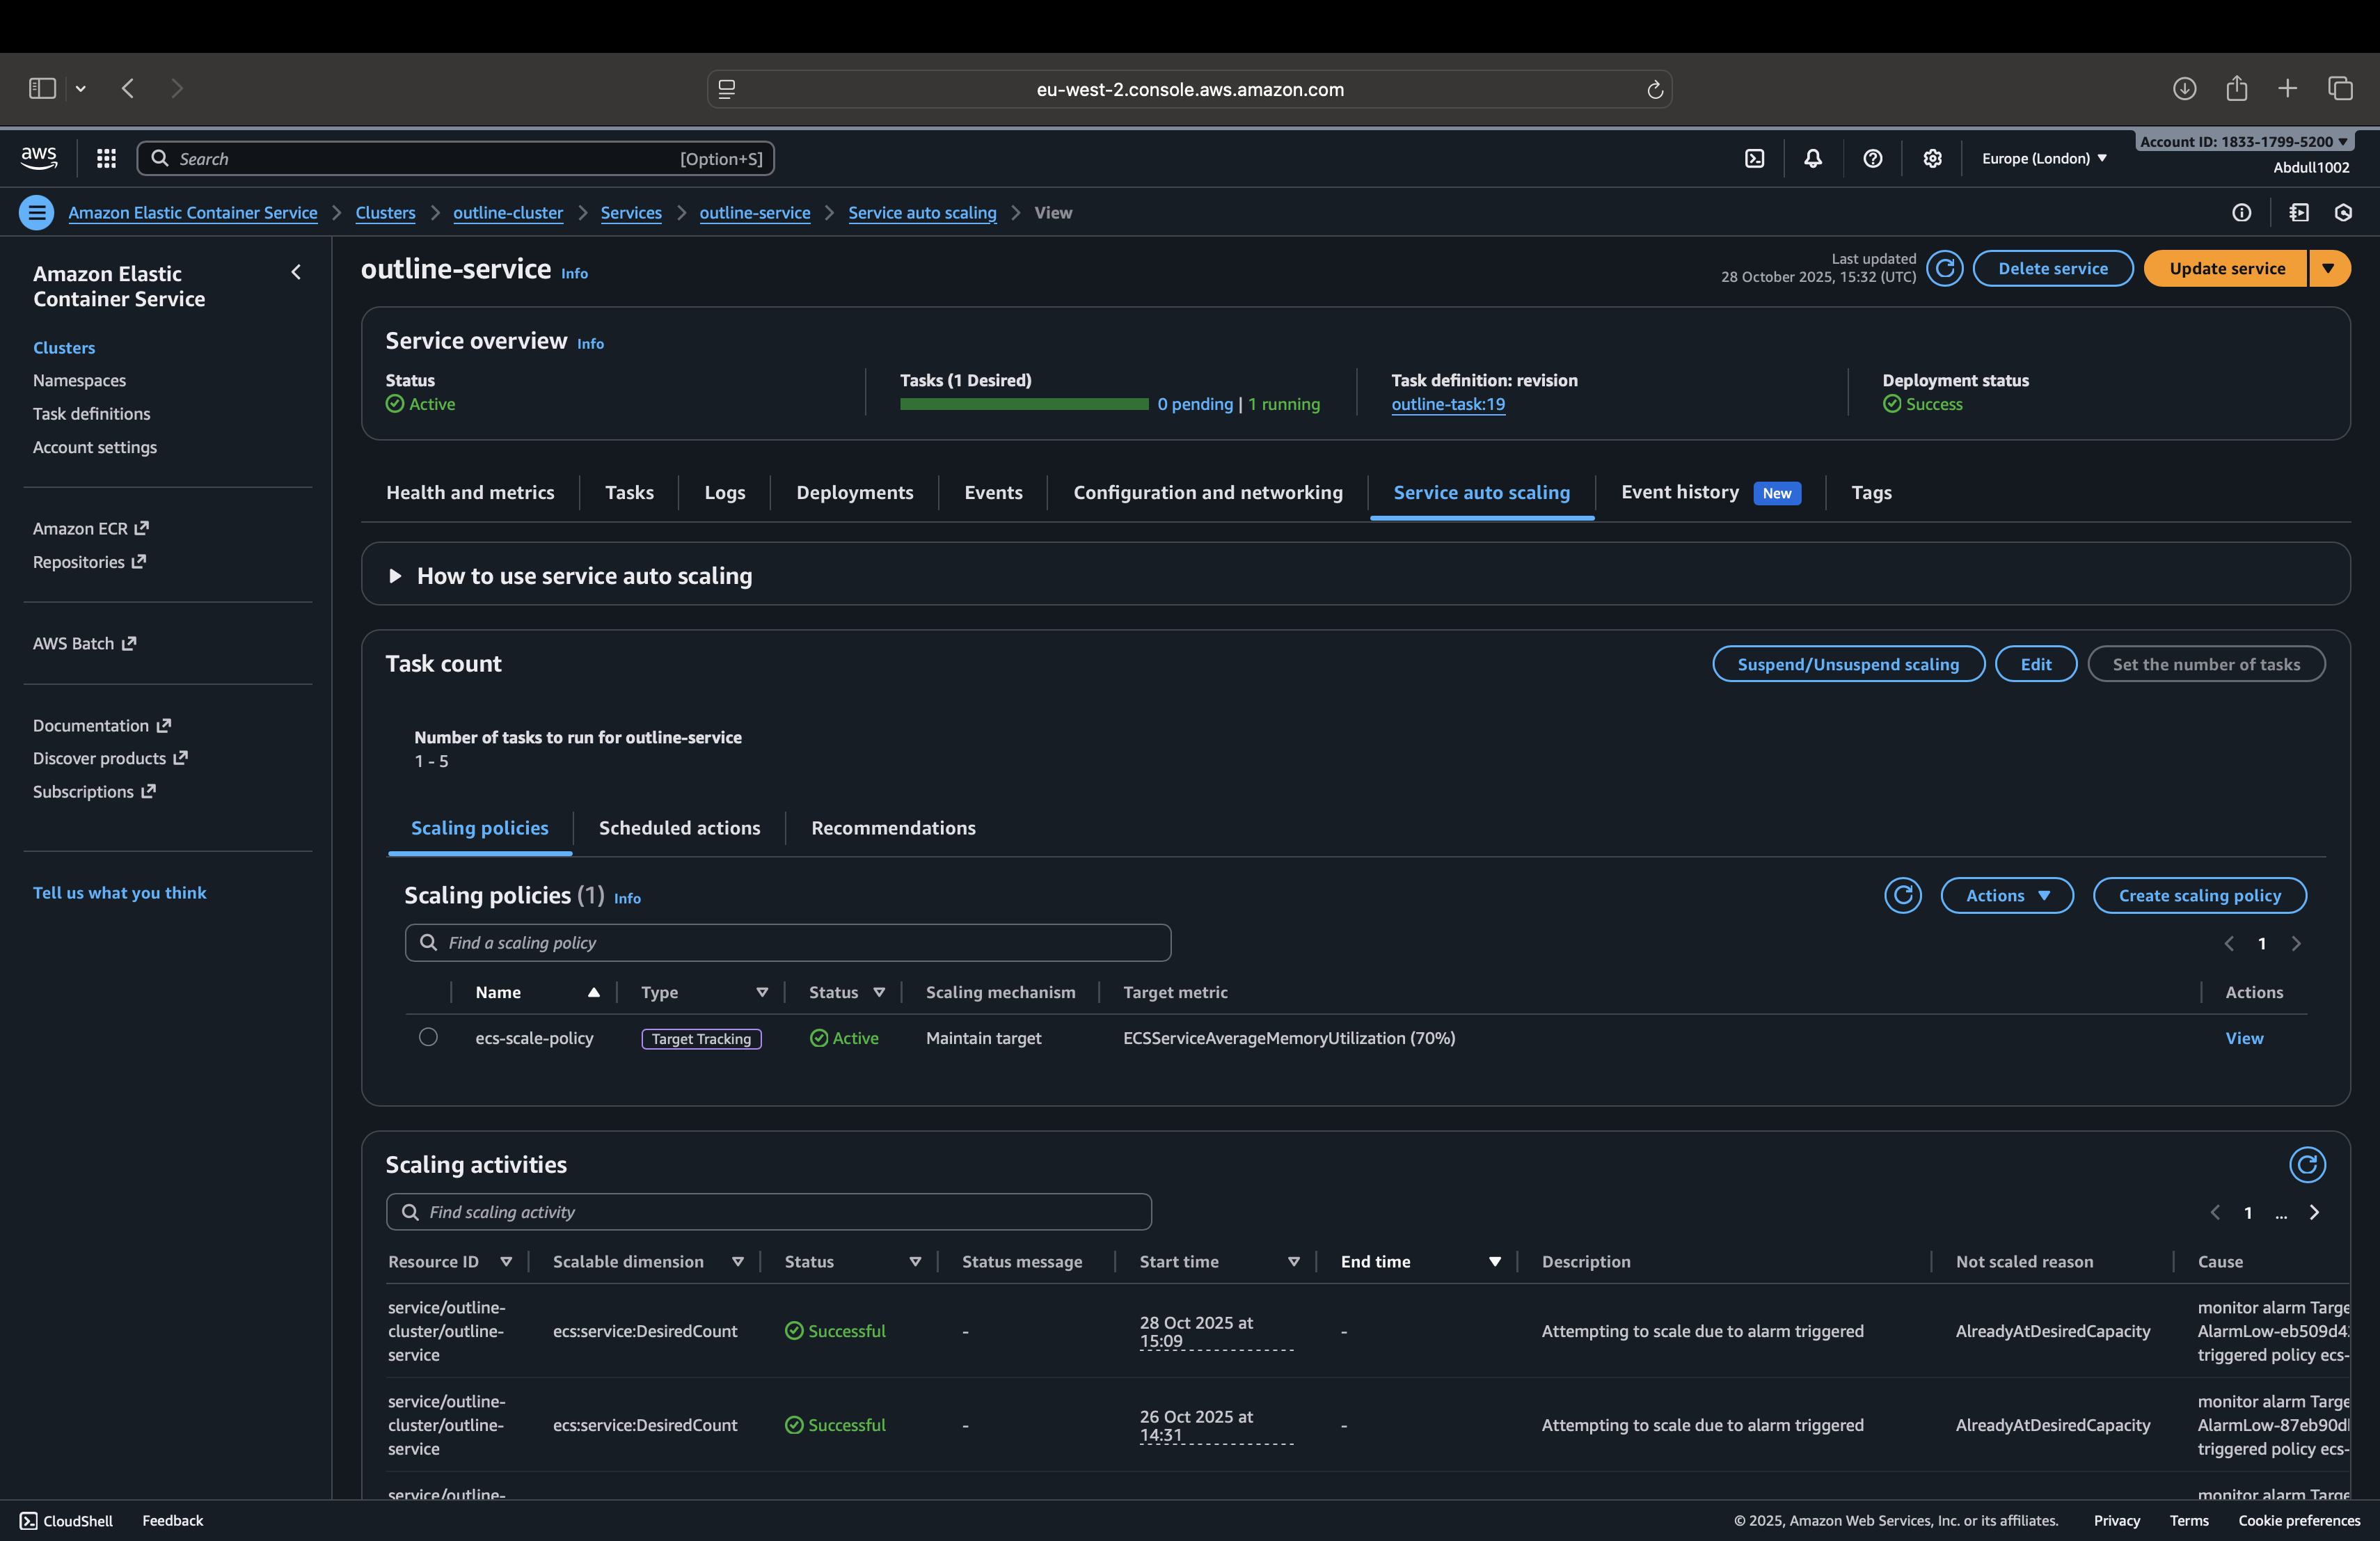 eu-west-2.console.aws.amazon.com
aws
Search [Option+S]
Europe (London)
Account ID: 1833-1799-5200
Abdull1002
Amazon Elastic Container Service > Clusters > outline-cluster > Services > outline-service > Service auto scaling > View
Amazon Elastic
Container Service
Clusters
Namespaces
Task definitions
Account settings
Amazon ECR
Repositories
AWS Batch
Documentation
Discover products
Subscriptions
Tell us what you think
outline-service Info
Last updated
28 October 2025, 15:32 (UTC)
Delete service
Update service
Service overview Info
Status
Active
Tasks (1 Desired)
0 pending | 1 running
Task definition: revision
outline-task:19
Deployment status
Success
Health and metrics
Tasks
Logs
Deployments
Events
Configuration and networking
Service auto scaling
Event history New
Tags
How to use service auto scaling
Task count
Suspend/Unsuspend scaling
Edit
Set the number of tasks
Number of tasks to run for outline-service
1 - 5
Scaling policies
Scheduled actions
Recommendations
Scaling policies (1) Info
Actions
Create scaling policy
Find a scaling policy
1
Name Type Status Scaling mechanism Target metric Actions
ecs-scale-policy Target Tracking Active Maintain target ECSServiceAverageMemoryUtilization (70%) View
Scaling activities
Find scaling activity
1 ...
Resource ID Scalable dimension Status Status message Start time End time Description Not scaled reason Cause
service/outline-
cluster/outline-
service
ecs:service:DesiredCount
Successful
-
28 Oct 2025 at
15:09
-
Attempting to scale due to alarm triggered
AlreadyAtDesiredCapacity
monitor alarm Targe
AlarmLow-eb509d4
triggered policy ecs-
service/outline-
cluster/outline-
service
ecs:service:DesiredCount
Successful
-
26 Oct 2025 at
14:31
-
Attempting to scale due to alarm triggered
AlreadyAtDesiredCapacity
monitor alarm Targe
AlarmLow-87eb90d
triggered policy ecs-
service/outline-
monitor alarm Targe
CloudShell
Feedback
© 2025, Amazon Web Services, Inc. or its affiliates.
Privacy
Terms
Cookie preferences